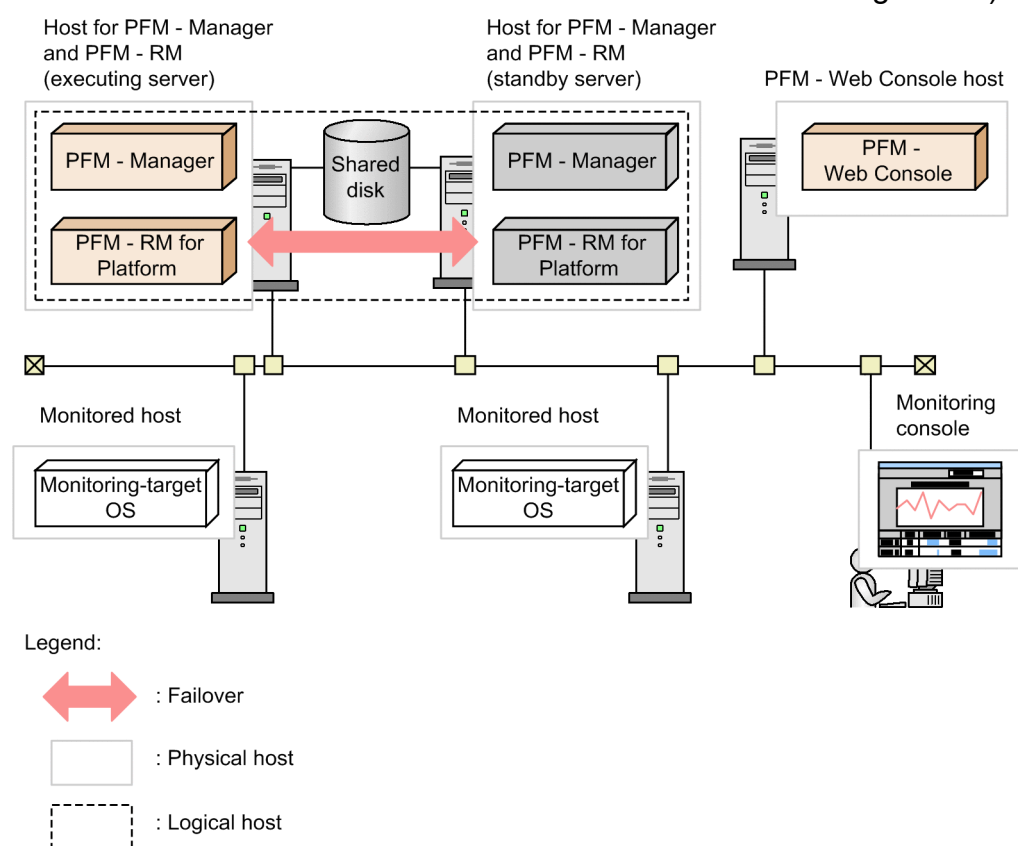 Host for PFM - Manager
and PFM - RM
(executing server)
Host for PFM - Manager
and PFM - RM
(standby server)
PFM - Web Console host
PFM - Manager
Shared
disk
PFM - Manager
PFM -
Web Console
PFM - RM for
Platform
PFM - RM for
Platform
Monitored host
Monitored host
Monitoring
console
Monitoring-target
OS
Monitoring-target
OS
Legend:
: Failover
: Physical host
: Logical host